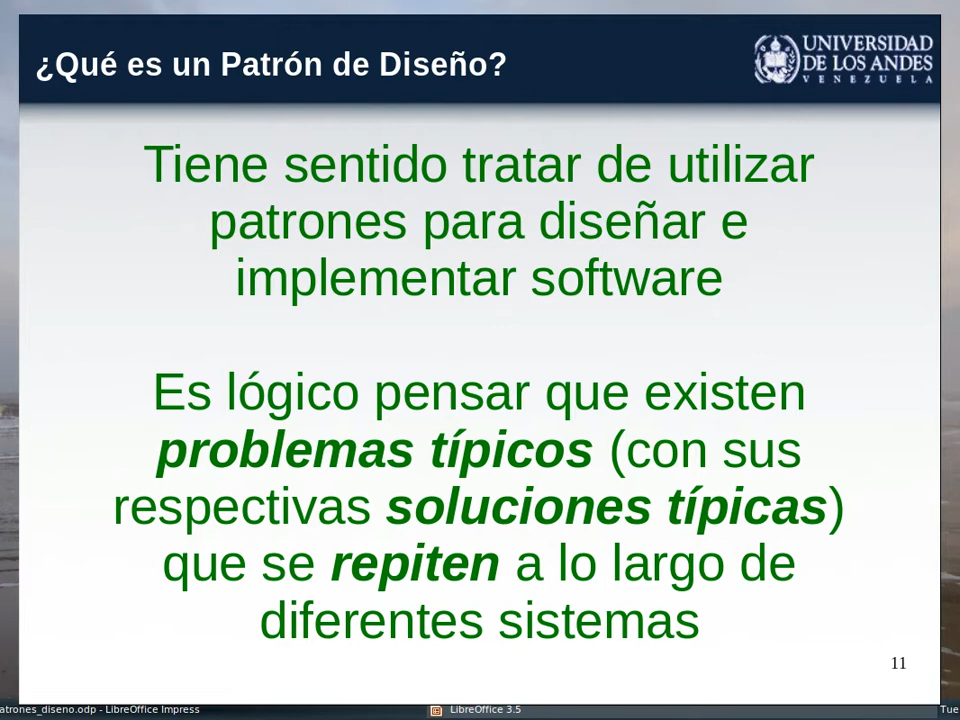 ¿Qué es un Patrón de Diseño?
UNIVERSIDAD
DE LOS ANDES
VENEZUELA
Tiene sentido tratar de utilizar
patrones para diseñar e
implementar software
Es lógico pensar que existen
problemas típicos (con sus
respectivas soluciones típicas)
que se repiten a lo largo de
diferentes sistemas
11
atrones_diseno.odp - LibreOffice Impress
LibreOffice 3.5
Tue